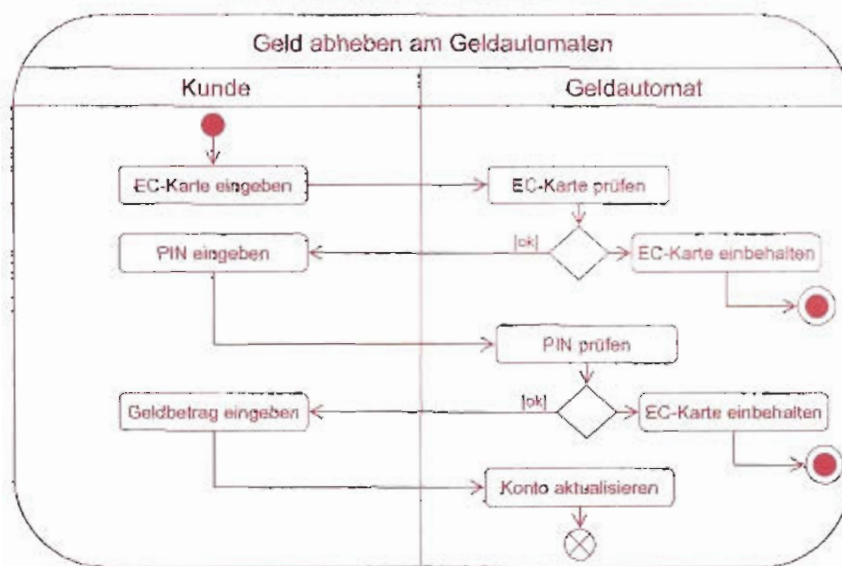 Geld abheben am Geldautomaten
Kunde
Geldautomat
EC-Karte eingeben
EC-Karte prüfen
PIN eingeben
[ok]
EC-Karte einbehalten
PIN prüfen
Geldbetrag eingeben
[ok]
EC-Karte einbehalten
Konto aktualisieren